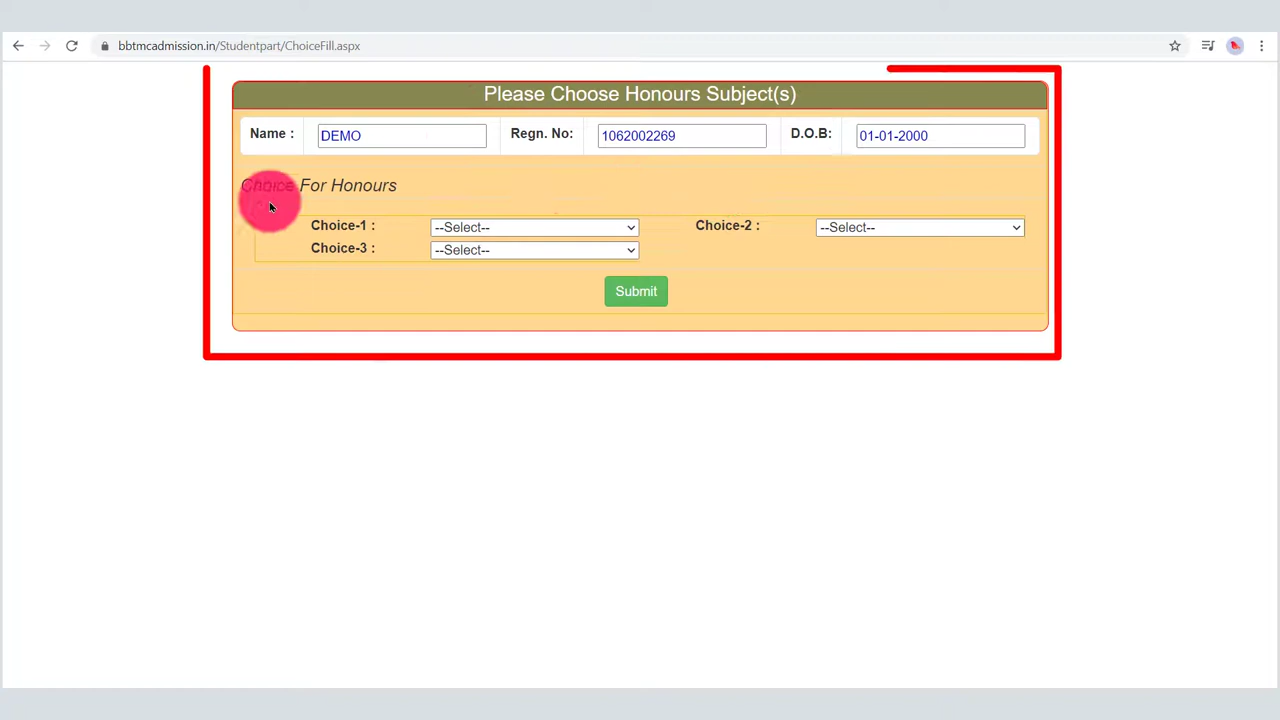 bbtmcadmission.in/Studentpart/ChoiceFill.aspx
Please Choose Honours Subject(s)
Name : DEMO Regn. No: 1062002269 D.O.B: 01-01-2000
Choice For Honours
Choice-1 : --Select-- Choice-2 : --Select--
Choice-3 : --Select--
Submit